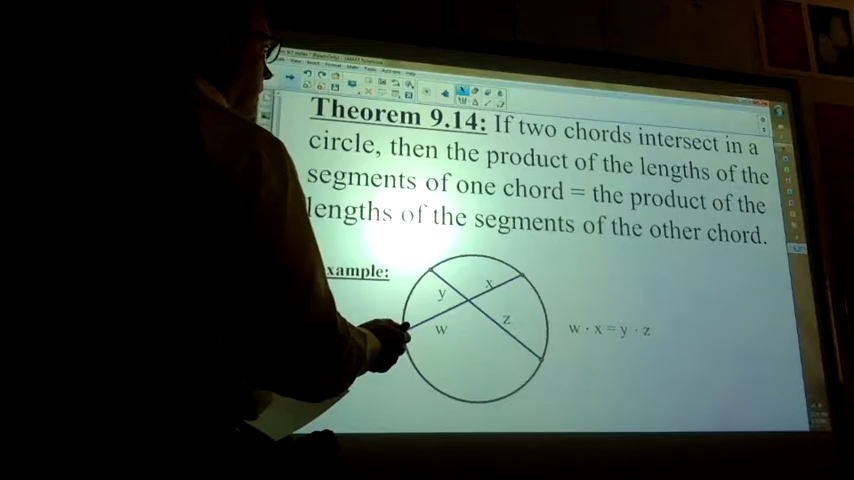 Theorem 9.14: If two chords intersect in a
circle, then the product of the lengths of the
segments of one chord = the product of the
lengths of the segments of the other chord.
xample:
y
x
w
z
w · x = y · z